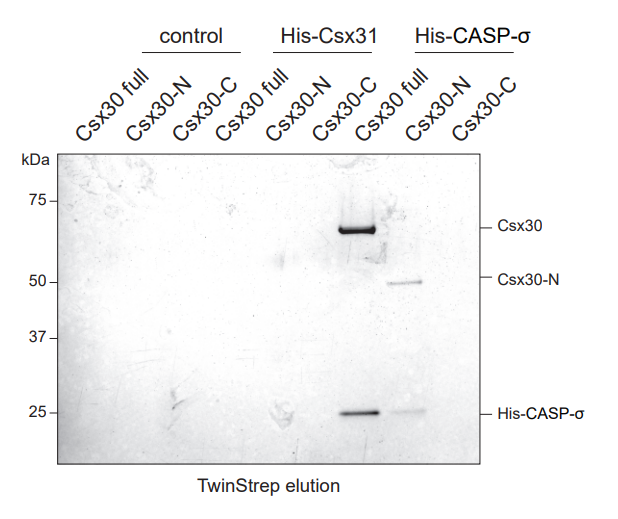 control His-Csx31 His-CASP-σ
Csx30 full Csx30-N Csx30-C Csx30 full Csx30-N Csx30-C Csx30 full Csx30-N Csx30-C
kDa
75
Csx30
50 Csx30-N
37
25 His-CASP-σ
TwinStrep elution